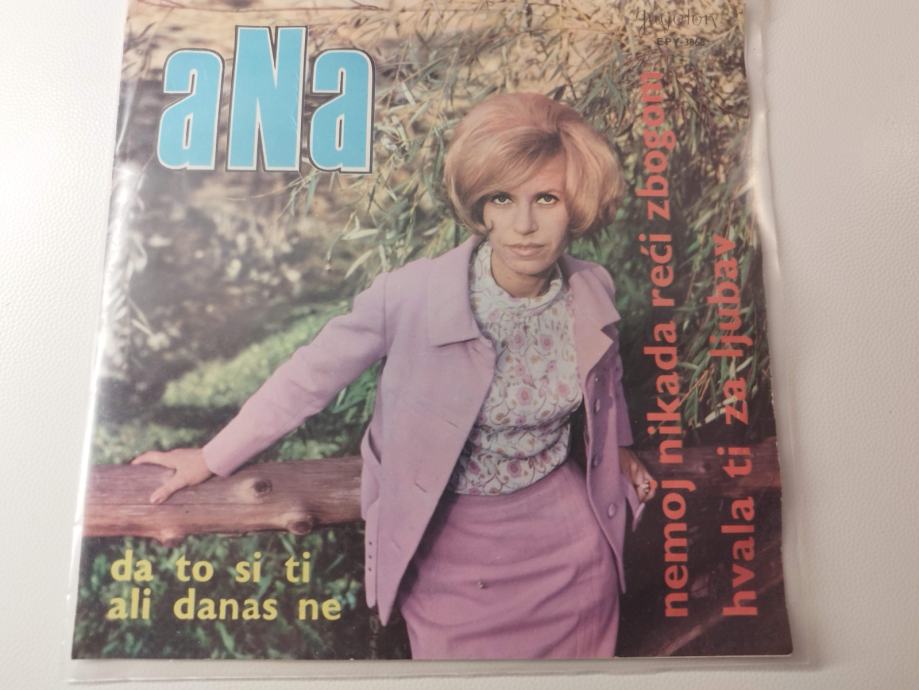 aNa
Jugoton
da to si ti
ali danas ne
nemoj nikada reći zbogom
hvala ti za ljubav